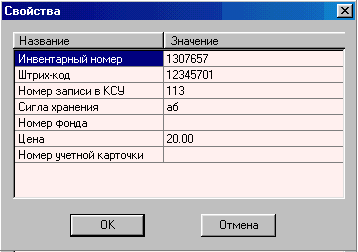 Свойства
Название Значение
Инвентарный номер 1307657
Штрих-код 12345701
Номер записи в КСУ 113
Сигла хранения аб
Номер фонда
Цена 20.00
Номер учетной карточки
OK Отмена